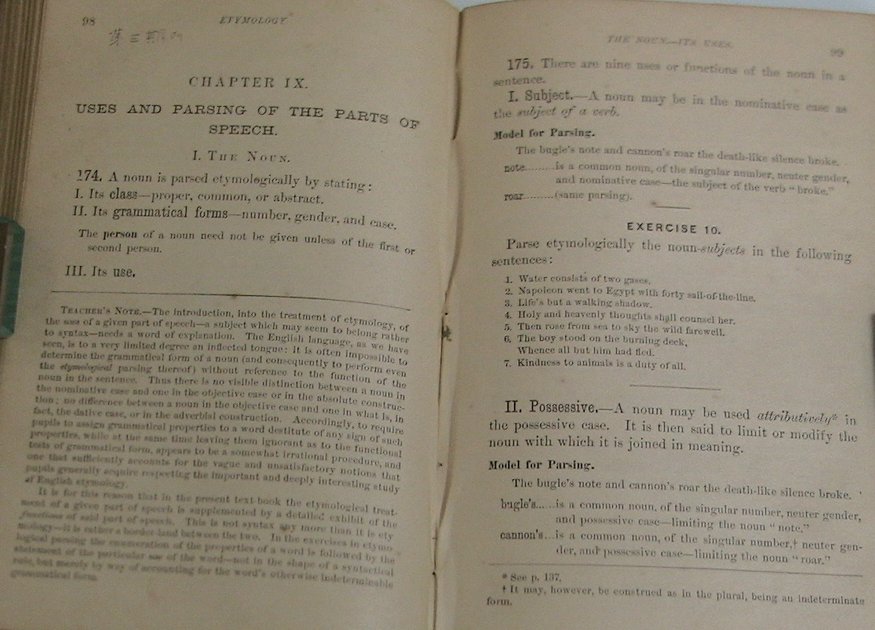 98
ETYMOLOGY
第三期
CHAPTER IX.
USES AND PARSING OF THE PARTS OF
SPEECH.
I. THE NOUN.
174. A noun is parsed etymologically by stating:
I. Its class—proper, common, or abstract.
II. Its grammatical forms—number, gender, and case.
The person of a noun need not be given unless of the first or
second person.
III. Its use.
TEACHER'S NOTE.—The introduction, into the treatment of etymology, of
the uses of a given part of speech—a subject which may seem to belong rather
to syntax—needs a word of explanation. The English language, as we have
seen, is to a very limited degree an inflected tongue: it is often impossible to
determine the grammatical form of a noun (and consequently to perform even
the etymological parsing thereof) without reference to the function of the
noun in the sentence. Thus there is no visible distinction between a noun in
the nominative case and one in the objective case or in the absolute construc-
tion; no difference between a noun in the objective case and one in what is, in
fact, the dative case, or in the adverbial construction. Accordingly, to require
pupils to assign grammatical properties to a word destitute of any sign of such
properties, while at the same time leaving them ignorant as to the functional
tests of grammatical form, appears to be a somewhat irrational procedure, and
one that sufficiently accounts for the vague and unsatisfactory notions that
pupils generally acquire respecting the important and deeply interesting study
of English etymology.
It is for this reason that in the present text-book the etymological treat-
ment of a given part of speech is supplemented by a detailed exhibit of the
functions of said part of speech. This is not syntax any more than it is ety
mology—it is rather a border-land between the two. In the exercises in etymo-
logical parsing the enumeration of the properties of a word is followed by the
statement of the particular use of the word—not in the shape of a syntactical
rule, but merely by way of accounting for the word's otherwise indeterminable
grammatical form.
THE NOUN—ITS USES.
99
175. There are nine uses or functions of the noun in a
sentence.
I. Subject.—A noun may be in the nominative case as
the subject of a verb.
Model for Parsing.
The bugle's note and cannon's roar the death-like silence broke.
note........is a common noun, of the singular number, neuter gender,
and nominative case—the subject of the verb "broke."
roar.........(same parsing).
EXERCISE 10.
Parse etymologically the noun-subjects in the following
sentences:
1. Water consists of two gases.
2. Napoleon went to Egypt with forty sail-of-the-line.
3. Life's but a walking shadow.
4. Holy and heavenly thoughts shall counsel her.
5. Then rose from sea to sky the wild farewell.
6. The boy stood on the burning deck,
Whence all but him had fled.
7. Kindness to animals is a duty of all.
II. Possessive.—A noun may be used attributively* in
the possessive case. It is then said to limit or modify the
noun with which it is joined in meaning.
Model for Parsing.
The bugle's note and cannon's roar the death-like silence broke.
bugle's.....is a common noun, of the singular number, neuter gender,
and possessive case—limiting the noun "note."
cannon's...is a common noun, of the singular number,† neuter gen-
der, and possessive case—limiting the noun "roar."
* See p. 137.
† It may, however, be construed as in the plural, being an indeterminate
form.